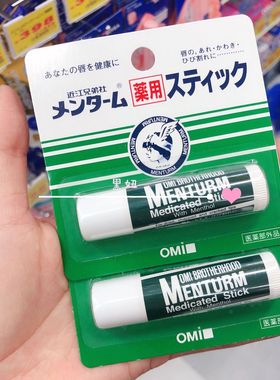 398
あなたの唇を健康に
唇の、あれ・かわき・
ひび割れに…
近江兄弟社
メンターム
薬用
スティック
MENTURM
OMI BROTHERHOOD
MENTURM
Medicated Stick
With Menthol
OMi
医薬部外品
OMI BROTHERHOOD
MENTURM
Medicated Stick
With Menthol
OMi
医薬部